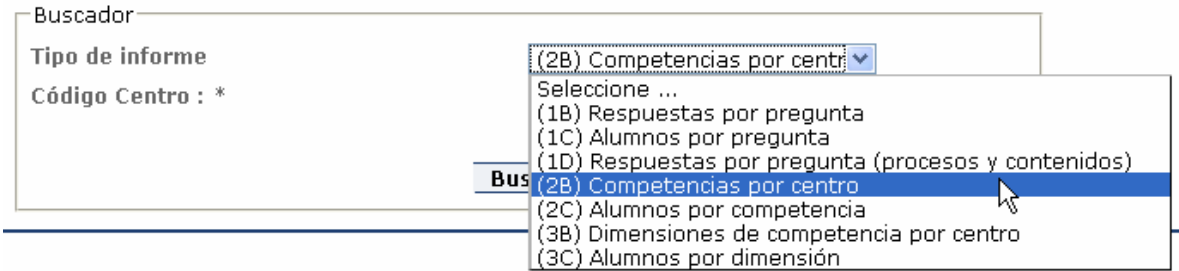 Buscador
Tipo de informe
(2B) Competencias por centr
Código Centro : *
Seleccione ...
(1B) Respuestas por pregunta
(1C) Alumnos por pregunta
(1D) Respuestas por pregunta (procesos y contenidos)
Bus
(2B) Competencias por centro
(2C) Alumnos por competencia
(3B) Dimensiones de competencia por centro
(3C) Alumnos por dimensión